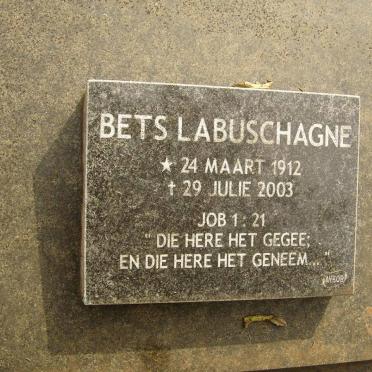 BETS LABUSCHAGNE
★ 24 MAART 1912
† 29 JULIE 2003
JOB 1 : 21
" DIE HERE HET GEGEE;
EN DIE HERE HET GENEEM... "